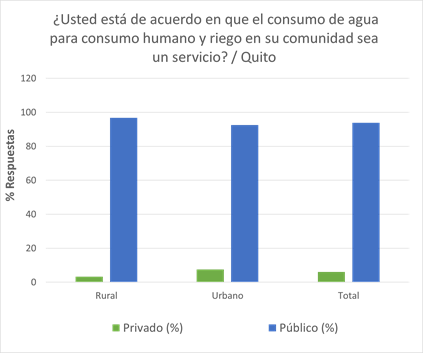 ¿Usted está de acuerdo en que el consumo de agua
para consumo humano y riego en su comunidad sea
un servicio? / Quito
120
100
80
60
40
20
0
% Respuestas
Rural Urbano Total
Privado (%) Público (%)